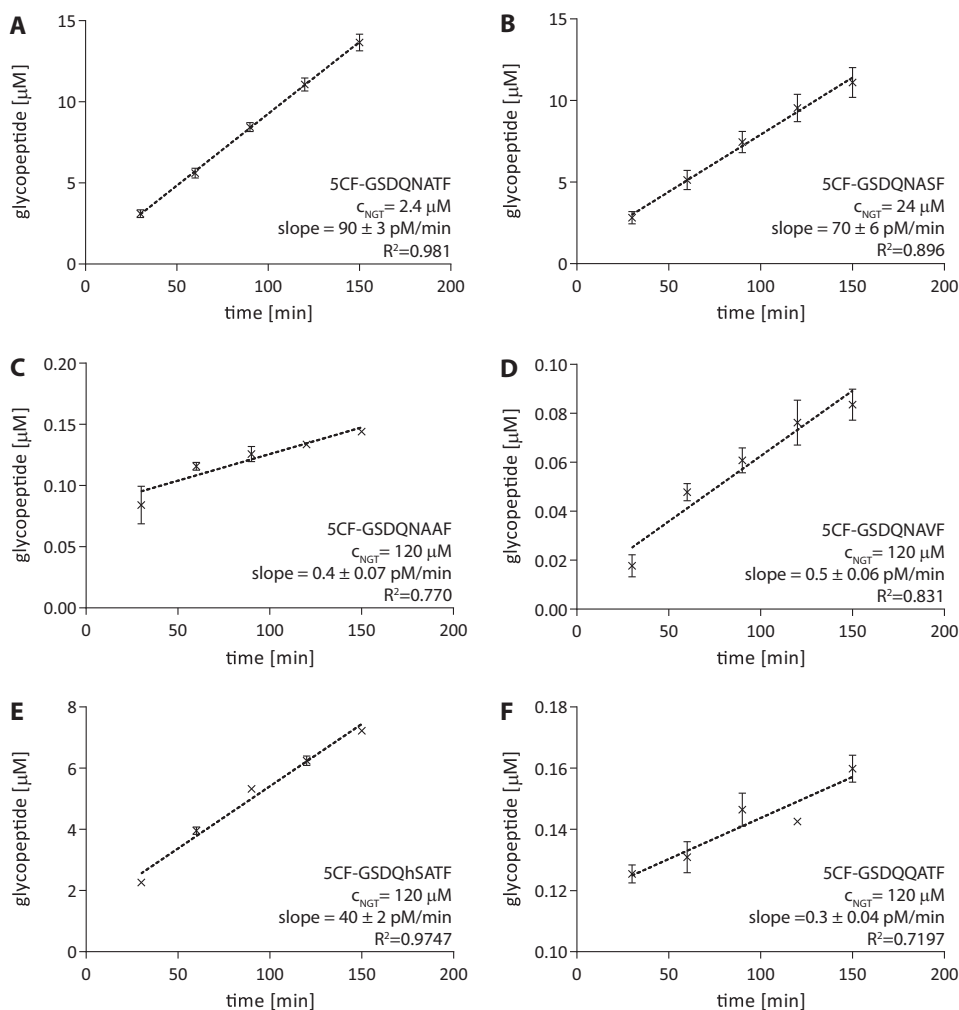 A
glycopeptide [μM]
15
10
5
0
0 50 100 150 200
time [min]
5CF-GSDQNATF
cNGT= 2.4 μM
slope = 90 ± 3 pM/min
R²=0.981
B
glycopeptide [μM]
15
10
5
0
0 50 100 150 200
time [min]
5CF-GSDQNASF
cNGT= 24 μM
slope = 70 ± 6 pM/min
R²=0.896
C
glycopeptide [μM]
0.20
0.15
0.10
0.05
0.00
0 50 100 150 200
time [min]
5CF-GSDQNAAF
cNGT= 120 μM
slope = 0.4 ± 0.07 pM/min
R²=0.770
D
glycopeptide [μM]
0.10
0.08
0.06
0.04
0.02
0.00
0 50 100 150 200
time [min]
5CF-GSDQNAVF
cNGT= 120 μM
slope = 0.5 ± 0.06 pM/min
R²=0.831
E
glycopeptide [μM]
8
6
4
2
0
0 50 100 150 200
time [min]
5CF-GSDQhSATF
cNGT= 120 μM
slope = 40 ± 2 pM/min
R²=0.9747
F
glycopeptide [μM]
0.18
0.16
0.14
0.12
0.10
0 50 100 150 200
time [min]
5CF-GSDQQATF
cNGT= 120 μM
slope =0.3 ± 0.04 pM/min
R²=0.7197